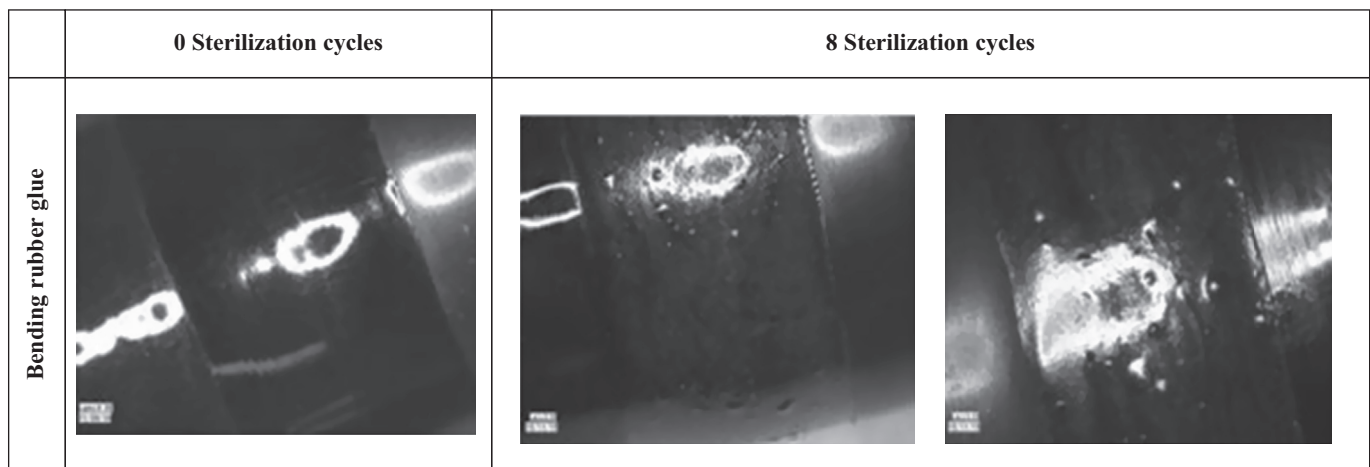 0 Sterilization cycles
8 Sterilization cycles
Bending rubber glue